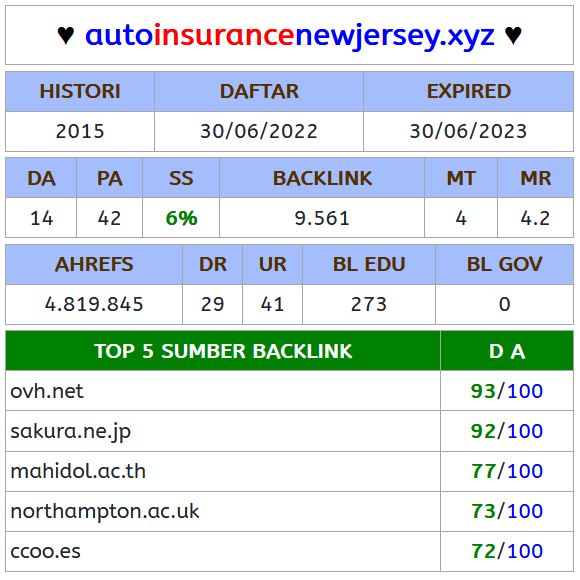 ♥ autoinsurancenewjersey.xyz ♥
HISTORI DAFTAR EXPIRED
2015 30/06/2022 30/06/2023
DA PA SS BACKLINK MT MR
14 42 6% 9.561 4 4.2
AHREFS DR UR BL EDU BL GOV
4.819.845 29 41 273 0
TOP 5 SUMBER BACKLINK D A
ovh.net 93/100
sakura.ne.jp 92/100
mahidol.ac.th 77/100
northampton.ac.uk 73/100
ccoo.es 72/100